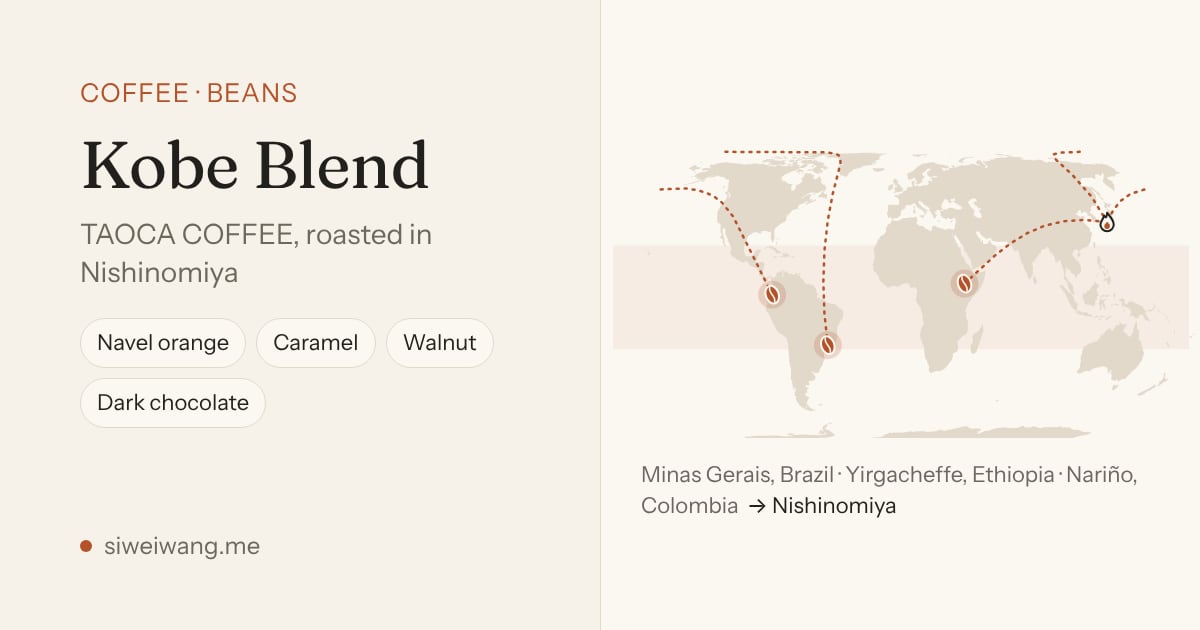 COFFEE · BEANS
Kobe Blend
TAOCA COFFEE, roasted in
Nishinomiya
Navel orange
Caramel
Walnut
Dark chocolate
siweiwang.me
Minas Gerais, Brazil · Yirgacheffe, Ethiopia · Nariño,
Colombia → Nishinomiya